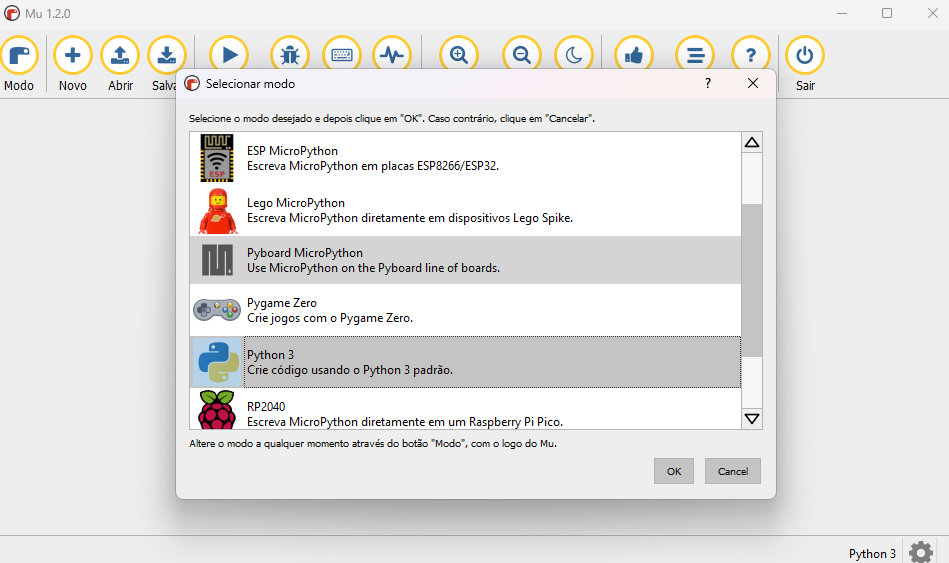 Mu 1.2.0
Modo
Novo
Abrir
Salva
Sair
Selecionar modo
Selecione o modo desejado e depois clique em "OK". Caso contrário, clique em "Cancelar".
ESP MicroPython
Escreva MicroPython em placas ESP8266/ESP32.
ESP
Lego MicroPython
Escreva MicroPython diretamente em dispositivos Lego Spike.
Pyboard MicroPython
Use MicroPython on the Pyboard line of boards.
Pygame Zero
Crie jogos com o Pygame Zero.
Python 3
Crie código usando o Python 3 padrão.
RP2040
Escreva MicroPython diretamente em um Raspberry Pi Pico.
Altere o modo a qualquer momento através do botão "Modo", com o logo do Mu.
OK
Cancel
Python 3